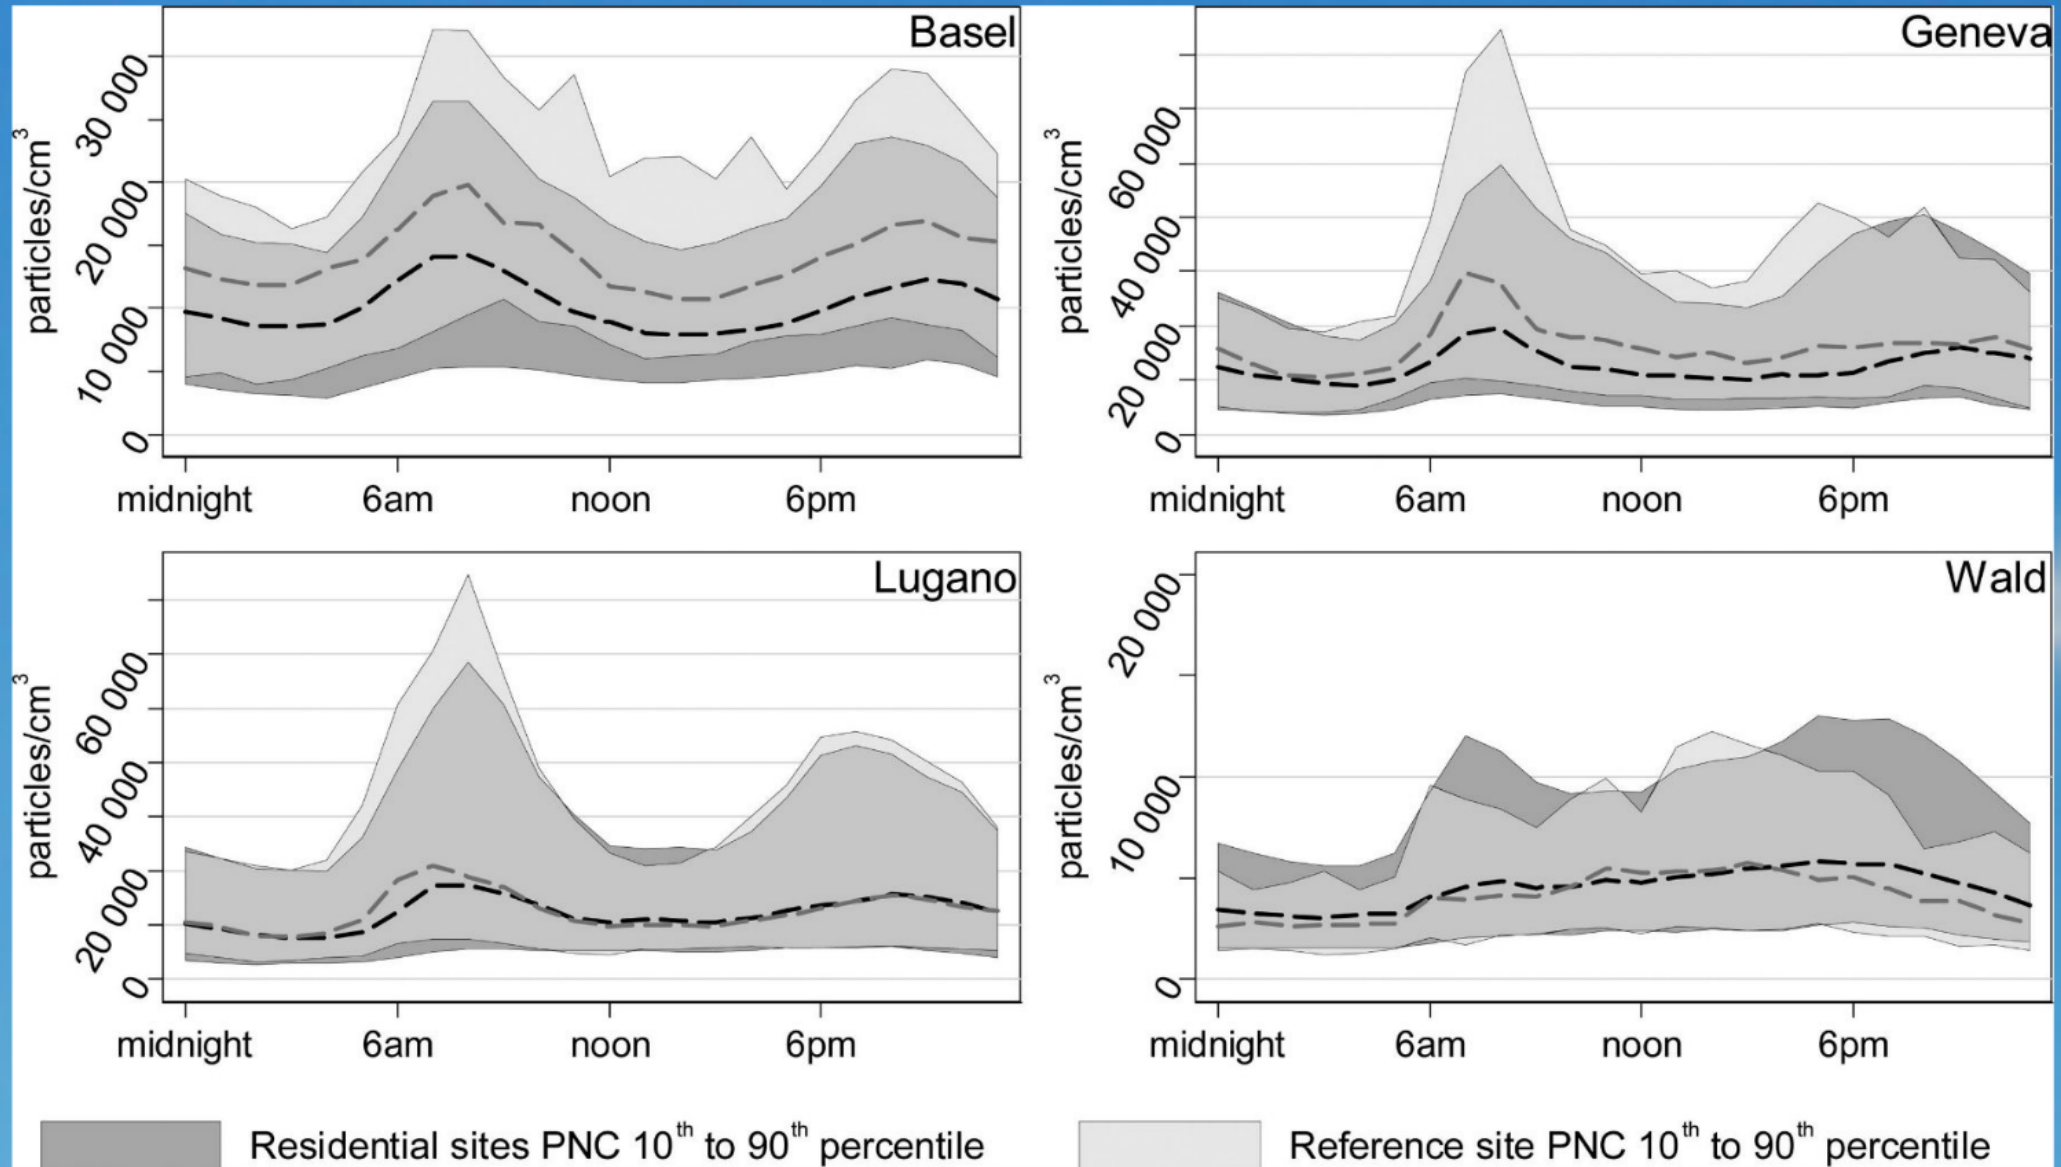 Basel
particles/cm³
30 000
20 000
10 000
0
midnight 6am noon 6pm
Geneva
particles/cm³
60 000
40 000
20 000
0
midnight 6am noon 6pm
Lugano
particles/cm³
60 000
40 000
20 000
0
midnight 6am noon 6pm
Wald
particles/cm³
20 000
10 000
0
midnight 6am noon 6pm
Residential sites PNC 10th to 90th percentile
Reference site PNC 10th to 90th percentile